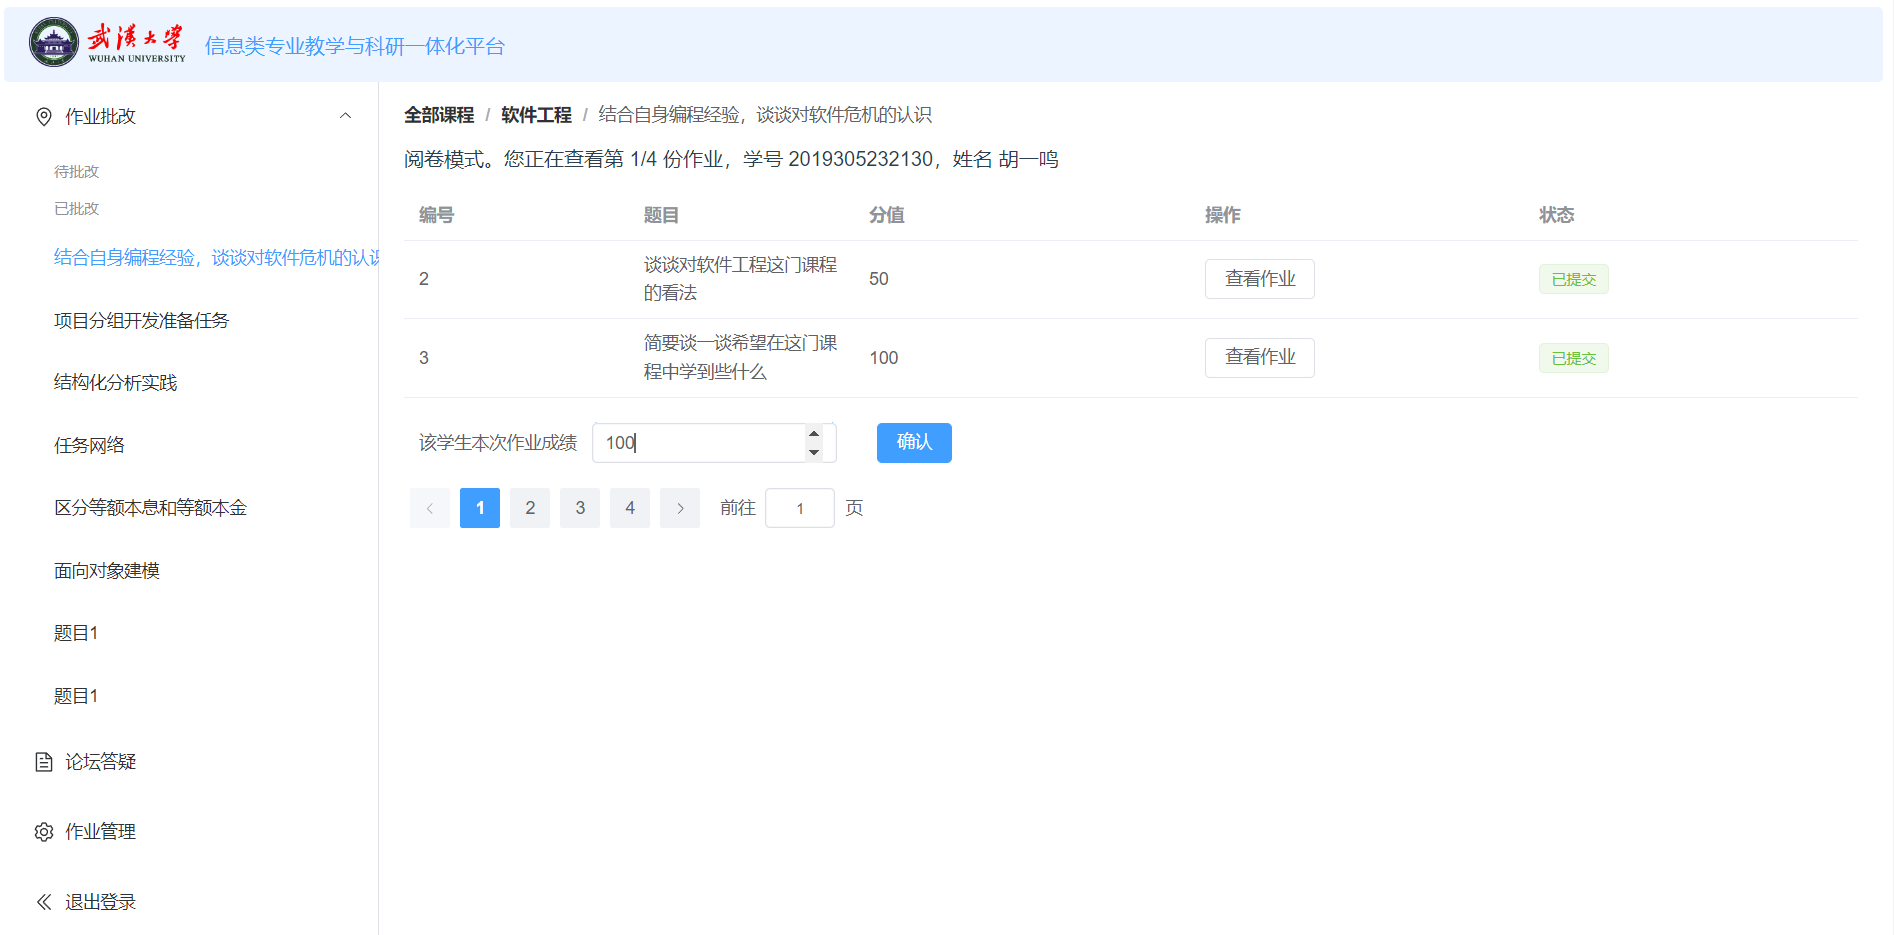 武漢大学
WUHAN UNIVERSITY
信息类专业教学与科研一体化平台
作业批改
待批改
已批改
结合自身编程经验，谈谈对软件危机的认识
项目分组开发准备任务
结构化分析实践
任务网络
区分等额本息和等额本金
面向对象建模
题目1
题目1
论坛答疑
作业管理
退出登录
全部课程 / 软件工程 / 结合自身编程经验，谈谈对软件危机的认识
阅卷模式。您正在查看第 1/4 份作业，学号 2019305232130，姓名 胡一鸣
编号 题目 分值 操作 状态
2 谈谈对软件工程这门课程 50 查看作业 已提交
的看法
3 简要谈一谈希望在这门课 100 查看作业 已提交
程中学到些什么
该学生本次作业成绩 100 确认
1 2 3 4 前往 1 页